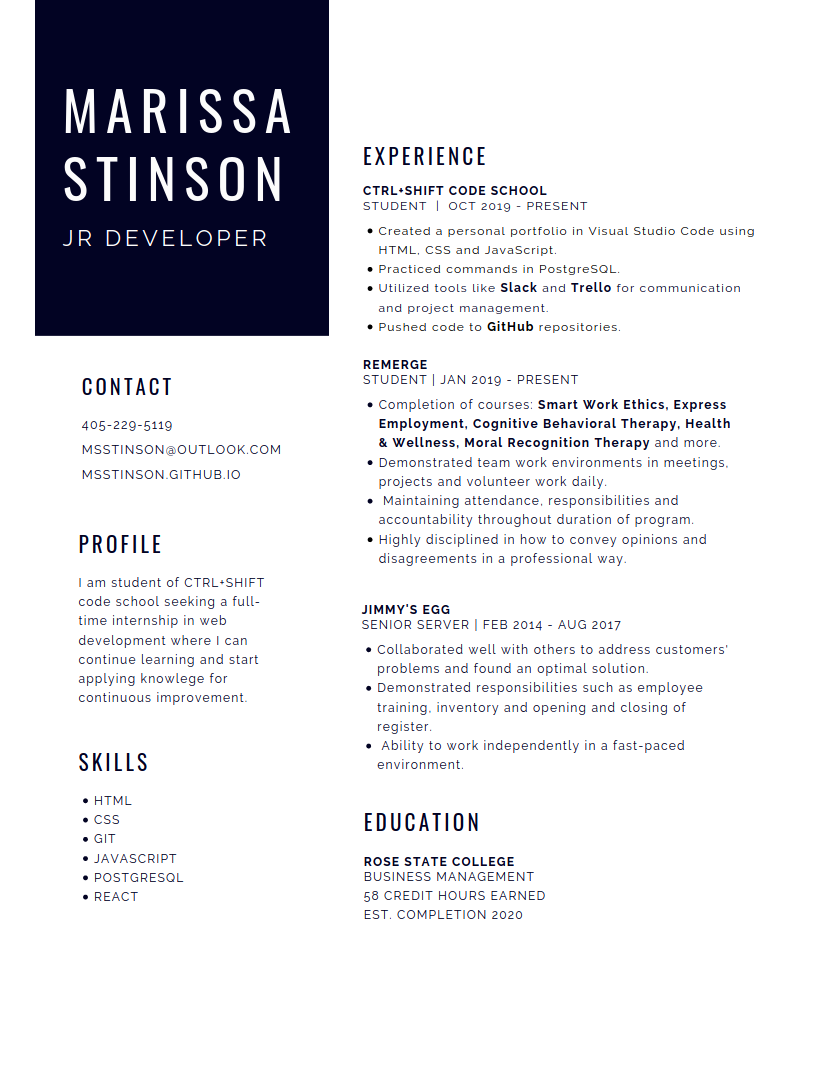 MARISSA
STINSON
JR DEVELOPER
CONTACT
405-229-5119
MSSTINSON@OUTLOOK.COM
MSSTINSON.GITHUB.IO
PROFILE
I am student of CTRL+SHIFT
code school seeking a full-
time internship in web
development where I can
continue learning and start
applying knowlege for
continuous improvement.
SKILLS
• HTML
• CSS
• GIT
• JAVASCRIPT
• POSTGRESQL
• REACT
EXPERIENCE
CTRL+SHIFT CODE SCHOOL
STUDENT | OCT 2019 - PRESENT
• Created a personal portfolio in Visual Studio Code using
HTML, CSS and JavaScript.
• Practiced commands in PostgreSQL.
• Utilized tools like Slack and Trello for communication
and project management.
• Pushed code to GitHub repositories.
REMERGE
STUDENT | JAN 2019 - PRESENT
• Completion of courses: Smart Work Ethics, Express
Employment, Cognitive Behavioral Therapy, Health
& Wellness, Moral Recognition Therapy and more.
• Demonstrated team work environments in meetings,
projects and volunteer work daily.
• Maintaining attendance, responsibilities and
accountability throughout duration of program.
• Highly disciplined in how to convey opinions and
disagreements in a professional way.
JIMMY'S EGG
SENIOR SERVER | FEB 2014 - AUG 2017
• Collaborated well with others to address customers'
problems and found an optimal solution.
• Demonstrated responsibilities such as employee
training, inventory and opening and closing of
register.
• Ability to work independently in a fast-paced
environment.
EDUCATION
ROSE STATE COLLEGE
BUSINESS MANAGEMENT
58 CREDIT HOURS EARNED
EST. COMPLETION 2020